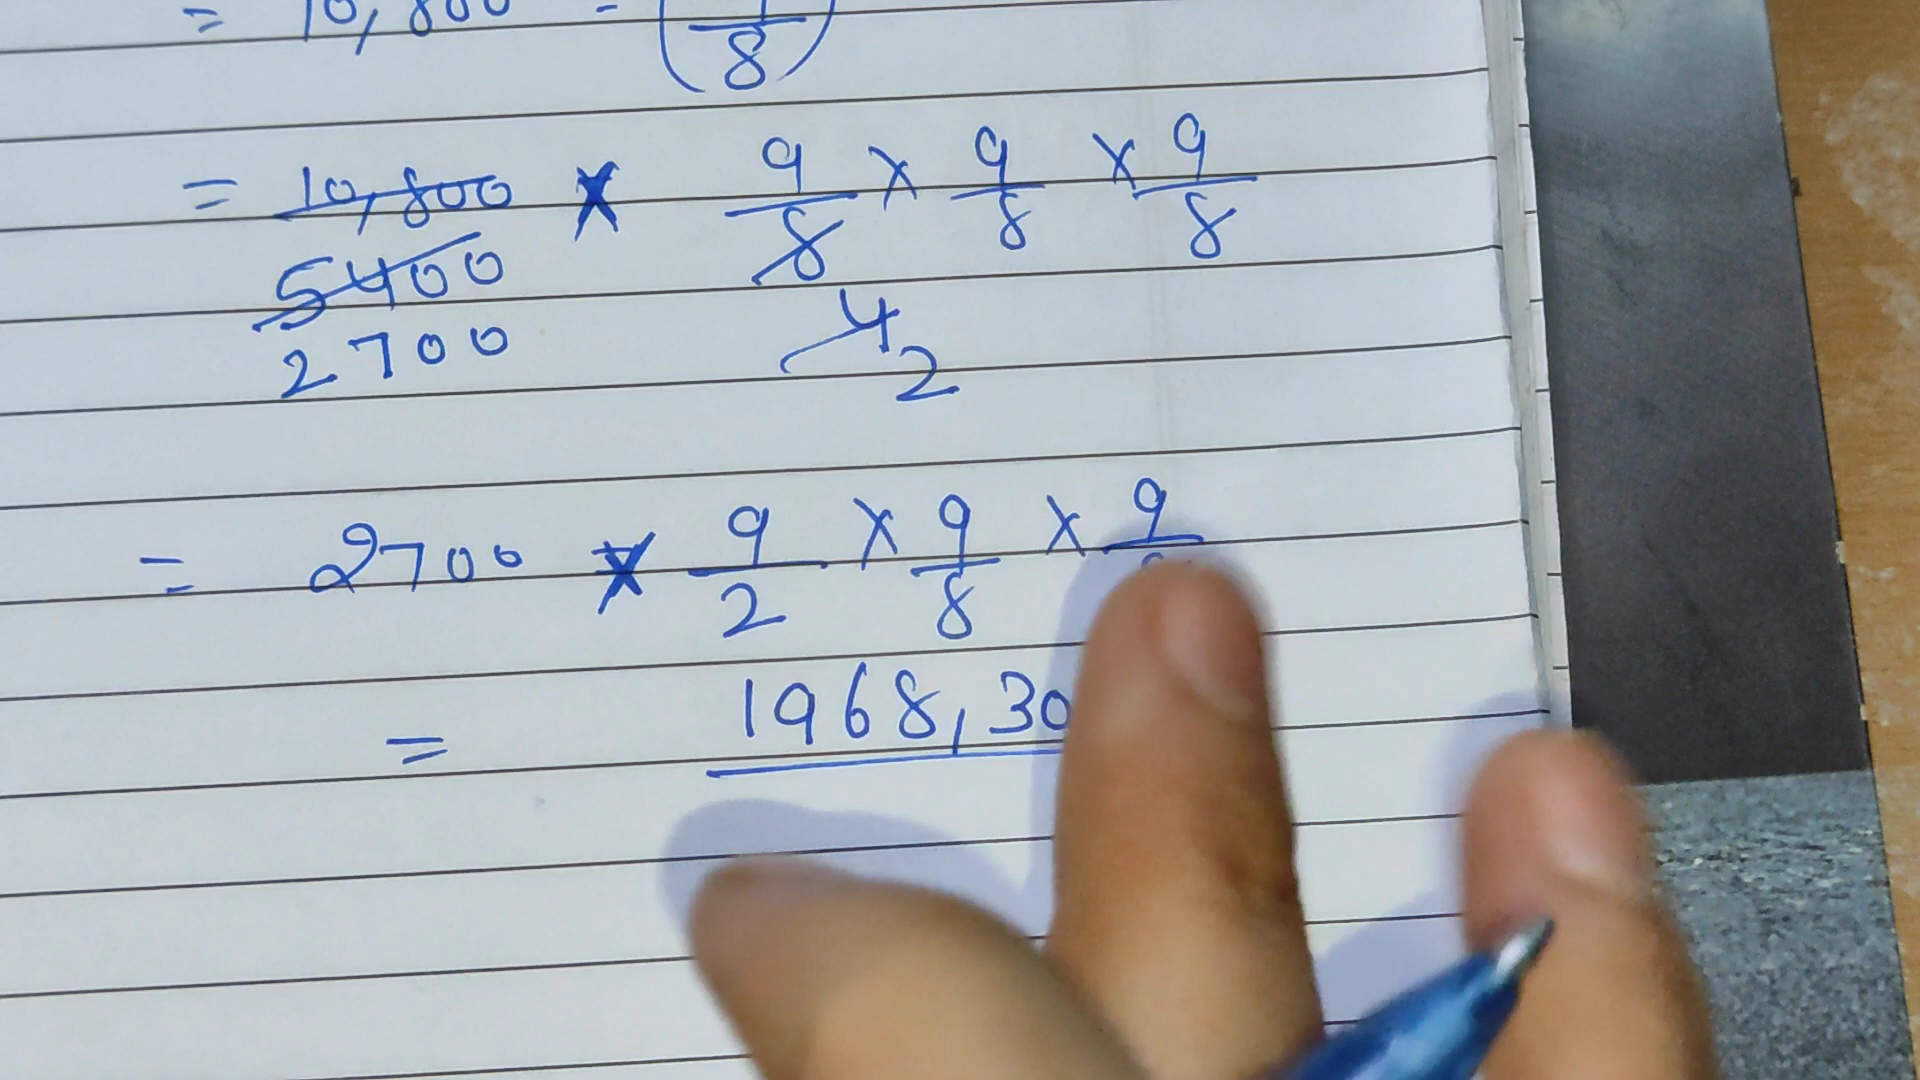 = 10,800 - ( /8)
= 10,800 × 9/8 × 9/8 × 9/8
5400
2700 4 2
= 2700 × 9/2 × 9/8 × 9/
= 1968,30